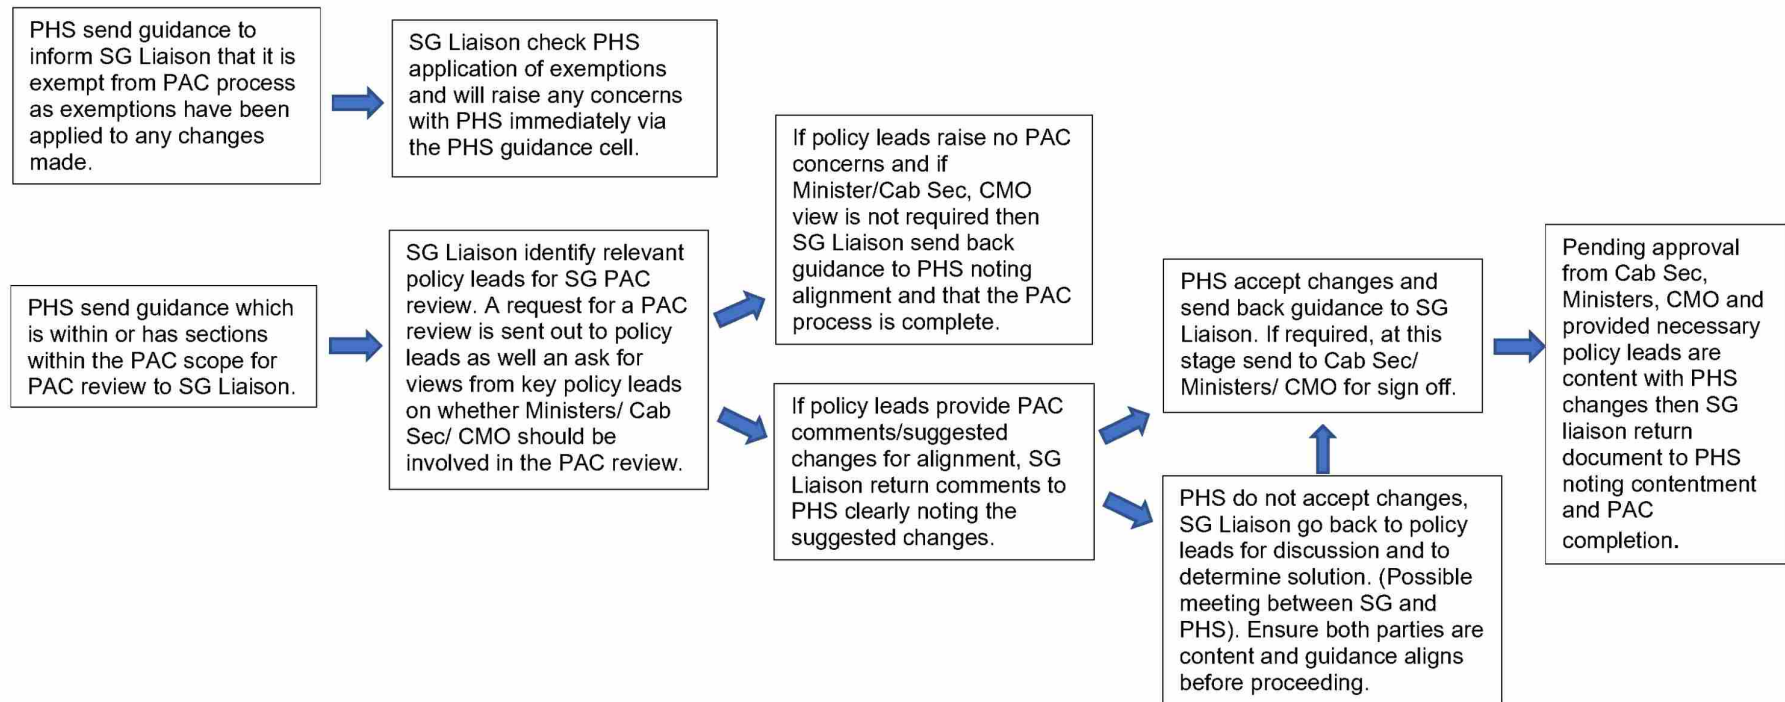 PHS send guidance to
inform SG Liaison that it is
exempt from PAC process
as exemptions have been
applied to any changes
made.
SG Liaison check PHS
application of exemptions
and will raise any concerns
with PHS immediately via
the PHS guidance cell.
PHS send guidance which
is within or has sections
within the PAC scope for
PAC review to SG Liaison.
SG Liaison identify relevant
policy leads for SG PAC
review. A request for a PAC
review is sent out to policy
leads as well an ask for
views from key policy leads
on whether Ministers/ Cab
Sec/ CMO should be
involved in the PAC review.
If policy leads raise no PAC
concerns and if
Minister/Cab Sec, CMO
view is not required then
SG Liaison send back
guidance to PHS noting
alignment and that the PAC
process is complete.
If policy leads provide PAC
comments/suggested
changes for alignment, SG
Liaison return comments to
PHS clearly noting the
suggested changes.
PHS accept changes and
send back guidance to SG
Liaison. If required, at this
stage send to Cab Sec/
Ministers/ CMO for sign off.
PHS do not accept changes,
SG Liaison go back to policy
leads for discussion and to
determine solution. (Possible
meeting between SG and
PHS). Ensure both parties are
content and guidance aligns
before proceeding.
Pending approval
from Cab Sec,
Ministers, CMO and
provided necessary
policy leads are
content with PHS
changes then SG
liaison return
document to PHS
noting contentment
and PAC
completion.